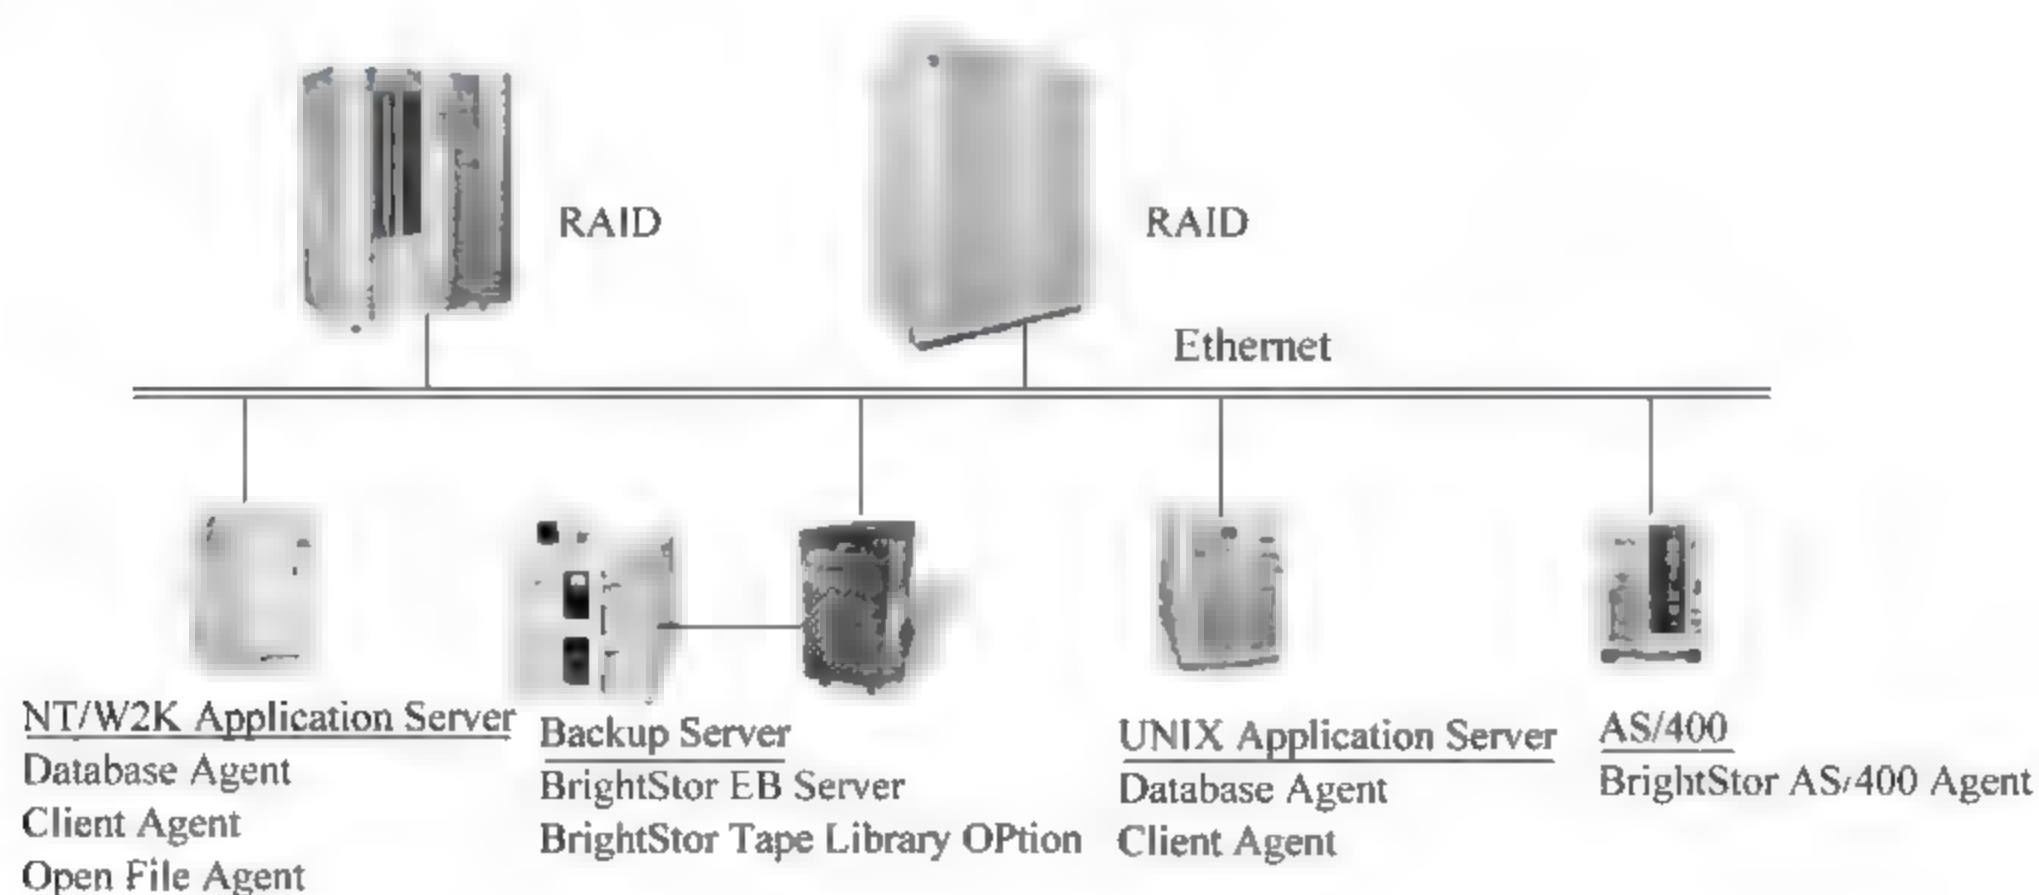 RAID
RAID
Ethernet
NT/W2K Application Server
Database Agent
Client Agent
Open File Agent
Backup Server
BrightStor EB Server
BrightStor Tape Library OPtion
UNIX Application Server
Database Agent
Client Agent
AS/400
BrightStor AS/400 Agent